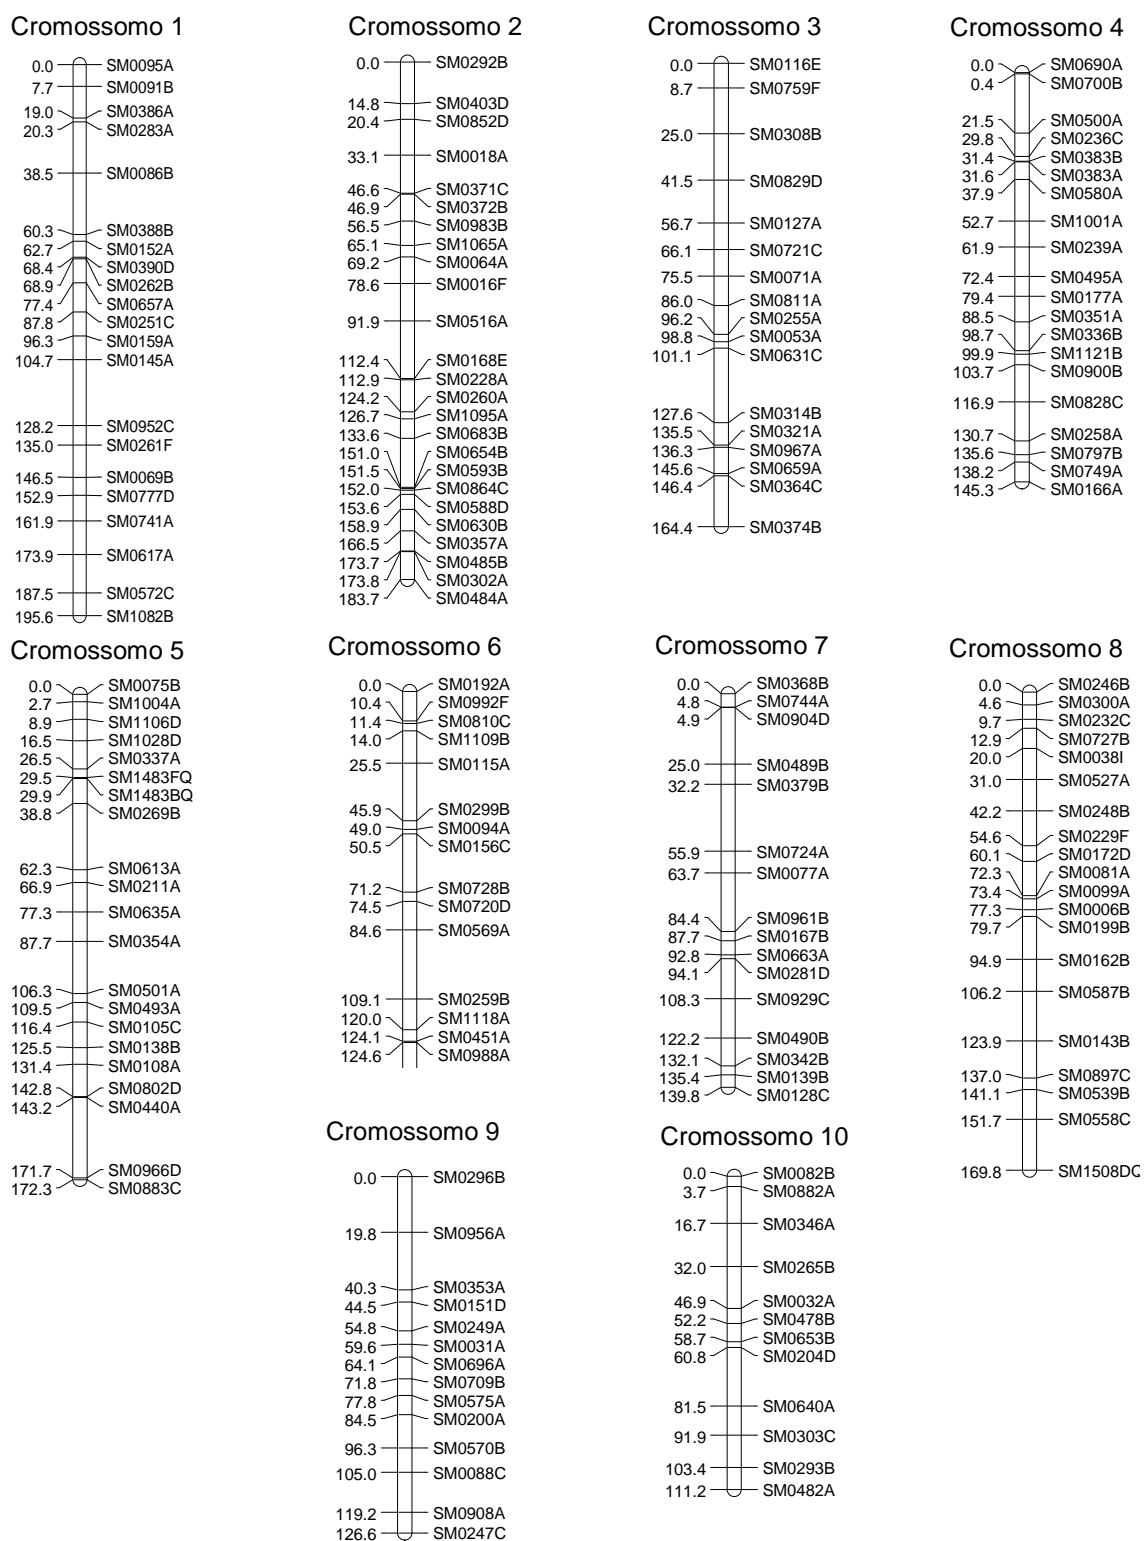 Cromossomo 1
0.0 SM0095A
7.7 SM0091B
19.0 SM0386A
20.3 SM0283A
38.5 SM0086B
60.3 SM0388B
62.7 SM0152A
68.4 SM0390D
68.9 SM0262B
77.4 SM0657A
87.8 SM0251C
96.3 SM0159A
104.7 SM0145A
128.2 SM0952C
135.0 SM0261F
146.5 SM0069B
152.9 SM0777D
161.9 SM0741A
173.9 SM0617A
187.5 SM0572C
195.6 SM1082B
Cromossomo 2
0.0 SM0292B
14.8 SM0403D
20.4 SM0852D
33.1 SM0018A
46.6 SM0371C
46.9 SM0372B
56.5 SM0983B
65.1 SM1065A
69.2 SM0064A
78.6 SM0016F
91.9 SM0516A
112.4 SM0168E
112.9 SM0228A
124.2 SM0260A
126.7 SM1095A
133.6 SM0683B
151.0 SM0654B
151.5 SM0593B
152.0 SM0864C
153.6 SM0588D
158.9 SM0630B
166.5 SM0357A
173.7 SM0485B
173.8 SM0302A
183.7 SM0484A
Cromossomo 3
0.0 SM0116E
8.7 SM0759F
25.0 SM0308B
41.5 SM0829D
56.7 SM0127A
66.1 SM0721C
75.5 SM0071A
86.0 SM0811A
96.2 SM0255A
98.8 SM0053A
101.1 SM0631C
127.6 SM0314B
135.5 SM0321A
136.3 SM0967A
145.6 SM0659A
146.4 SM0364C
164.4 SM0374B
Cromossomo 4
0.0 SM0690A
0.4 SM0700B
21.5 SM0500A
29.8 SM0236C
31.4 SM0383B
31.6 SM0383A
37.9 SM0580A
52.7 SM1001A
61.9 SM0239A
72.4 SM0495A
79.4 SM0177A
88.5 SM0351A
98.7 SM0336B
99.9 SM1121B
103.7 SM0900B
116.9 SM0828C
130.7 SM0258A
135.6 SM0797B
138.2 SM0749A
145.3 SM0166A
Cromossomo 5
0.0 SM0075B
2.7 SM1004A
8.9 SM1106D
16.5 SM1028D
26.5 SM0337A
29.5 SM1483FQ
29.9 SM1483BQ
38.8 SM0269B
62.3 SM0613A
66.9 SM0211A
77.3 SM0635A
87.7 SM0354A
106.3 SM0501A
109.5 SM0493A
116.4 SM0105C
125.5 SM0138B
131.4 SM0108A
142.8 SM0802D
143.2 SM0440A
171.7 SM0966D
172.3 SM0883C
Cromossomo 6
0.0 SM0192A
10.4 SM0992F
11.4 SM0810C
14.0 SM1109B
25.5 SM0115A
45.9 SM0299B
49.0 SM0094A
50.5 SM0156C
71.2 SM0728B
74.5 SM0720D
84.6 SM0569A
109.1 SM0259B
120.0 SM1118A
124.1 SM0451A
124.6 SM0988A
Cromossomo 7
0.0 SM0368B
4.8 SM0744A
4.9 SM0904D
25.0 SM0489B
32.2 SM0379B
55.9 SM0724A
63.7 SM0077A
84.4 SM0961B
87.7 SM0167B
92.8 SM0663A
94.1 SM0281D
108.3 SM0929C
122.2 SM0490B
132.1 SM0342B
135.4 SM0139B
139.8 SM0128C
Cromossomo 8
0.0 SM0246B
4.6 SM0300A
9.7 SM0232C
12.9 SM0727B
20.0 SM0038I
31.0 SM0527A
42.2 SM0248B
54.6 SM0229F
60.1 SM0172D
72.3 SM0081A
73.4 SM0099A
77.3 SM0006B
79.7 SM0199B
94.9 SM0162B
106.2 SM0587B
123.9 SM0143B
137.0 SM0897C
141.1 SM0539B
151.7 SM0558C
169.8 SM1508DQ
Cromossomo 9
0.0 SM0296B
19.8 SM0956A
40.3 SM0353A
44.5 SM0151D
54.8 SM0249A
59.6 SM0031A
64.1 SM0696A
71.8 SM0709B
77.8 SM0575A
84.5 SM0200A
96.3 SM0570B
105.0 SM0088C
119.2 SM0908A
126.6 SM0247C
Cromossomo 10
0.0 SM0082B
3.7 SM0882A
16.7 SM0346A
32.0 SM0265B
46.9 SM0032A
52.2 SM0478B
58.7 SM0653B
60.8 SM0204D
81.5 SM0640A
91.9 SM0303C
103.4 SM0293B
111.2 SM0482A